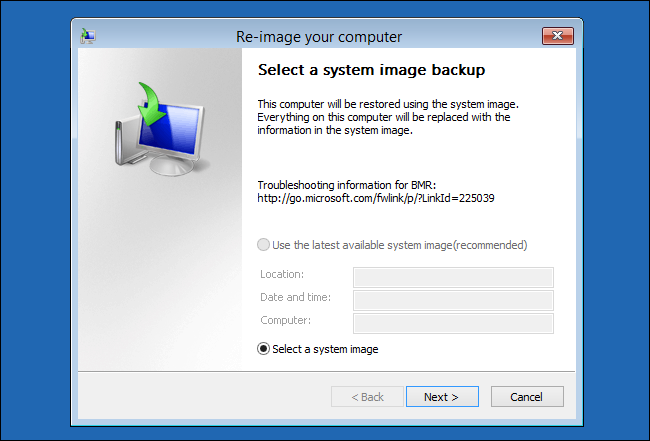 Re-image your computer
Select a system image backup
This computer will be restored using the system image.
Everything on this computer will be replaced with the
information in the system image.
Troubleshooting information for BMR:
http://go.microsoft.com/fwlink/p/?LinkId=225039
Use the latest available system image(recommended)
Location:
Date and time:
Computer:
Select a system image
< Back Next > Cancel